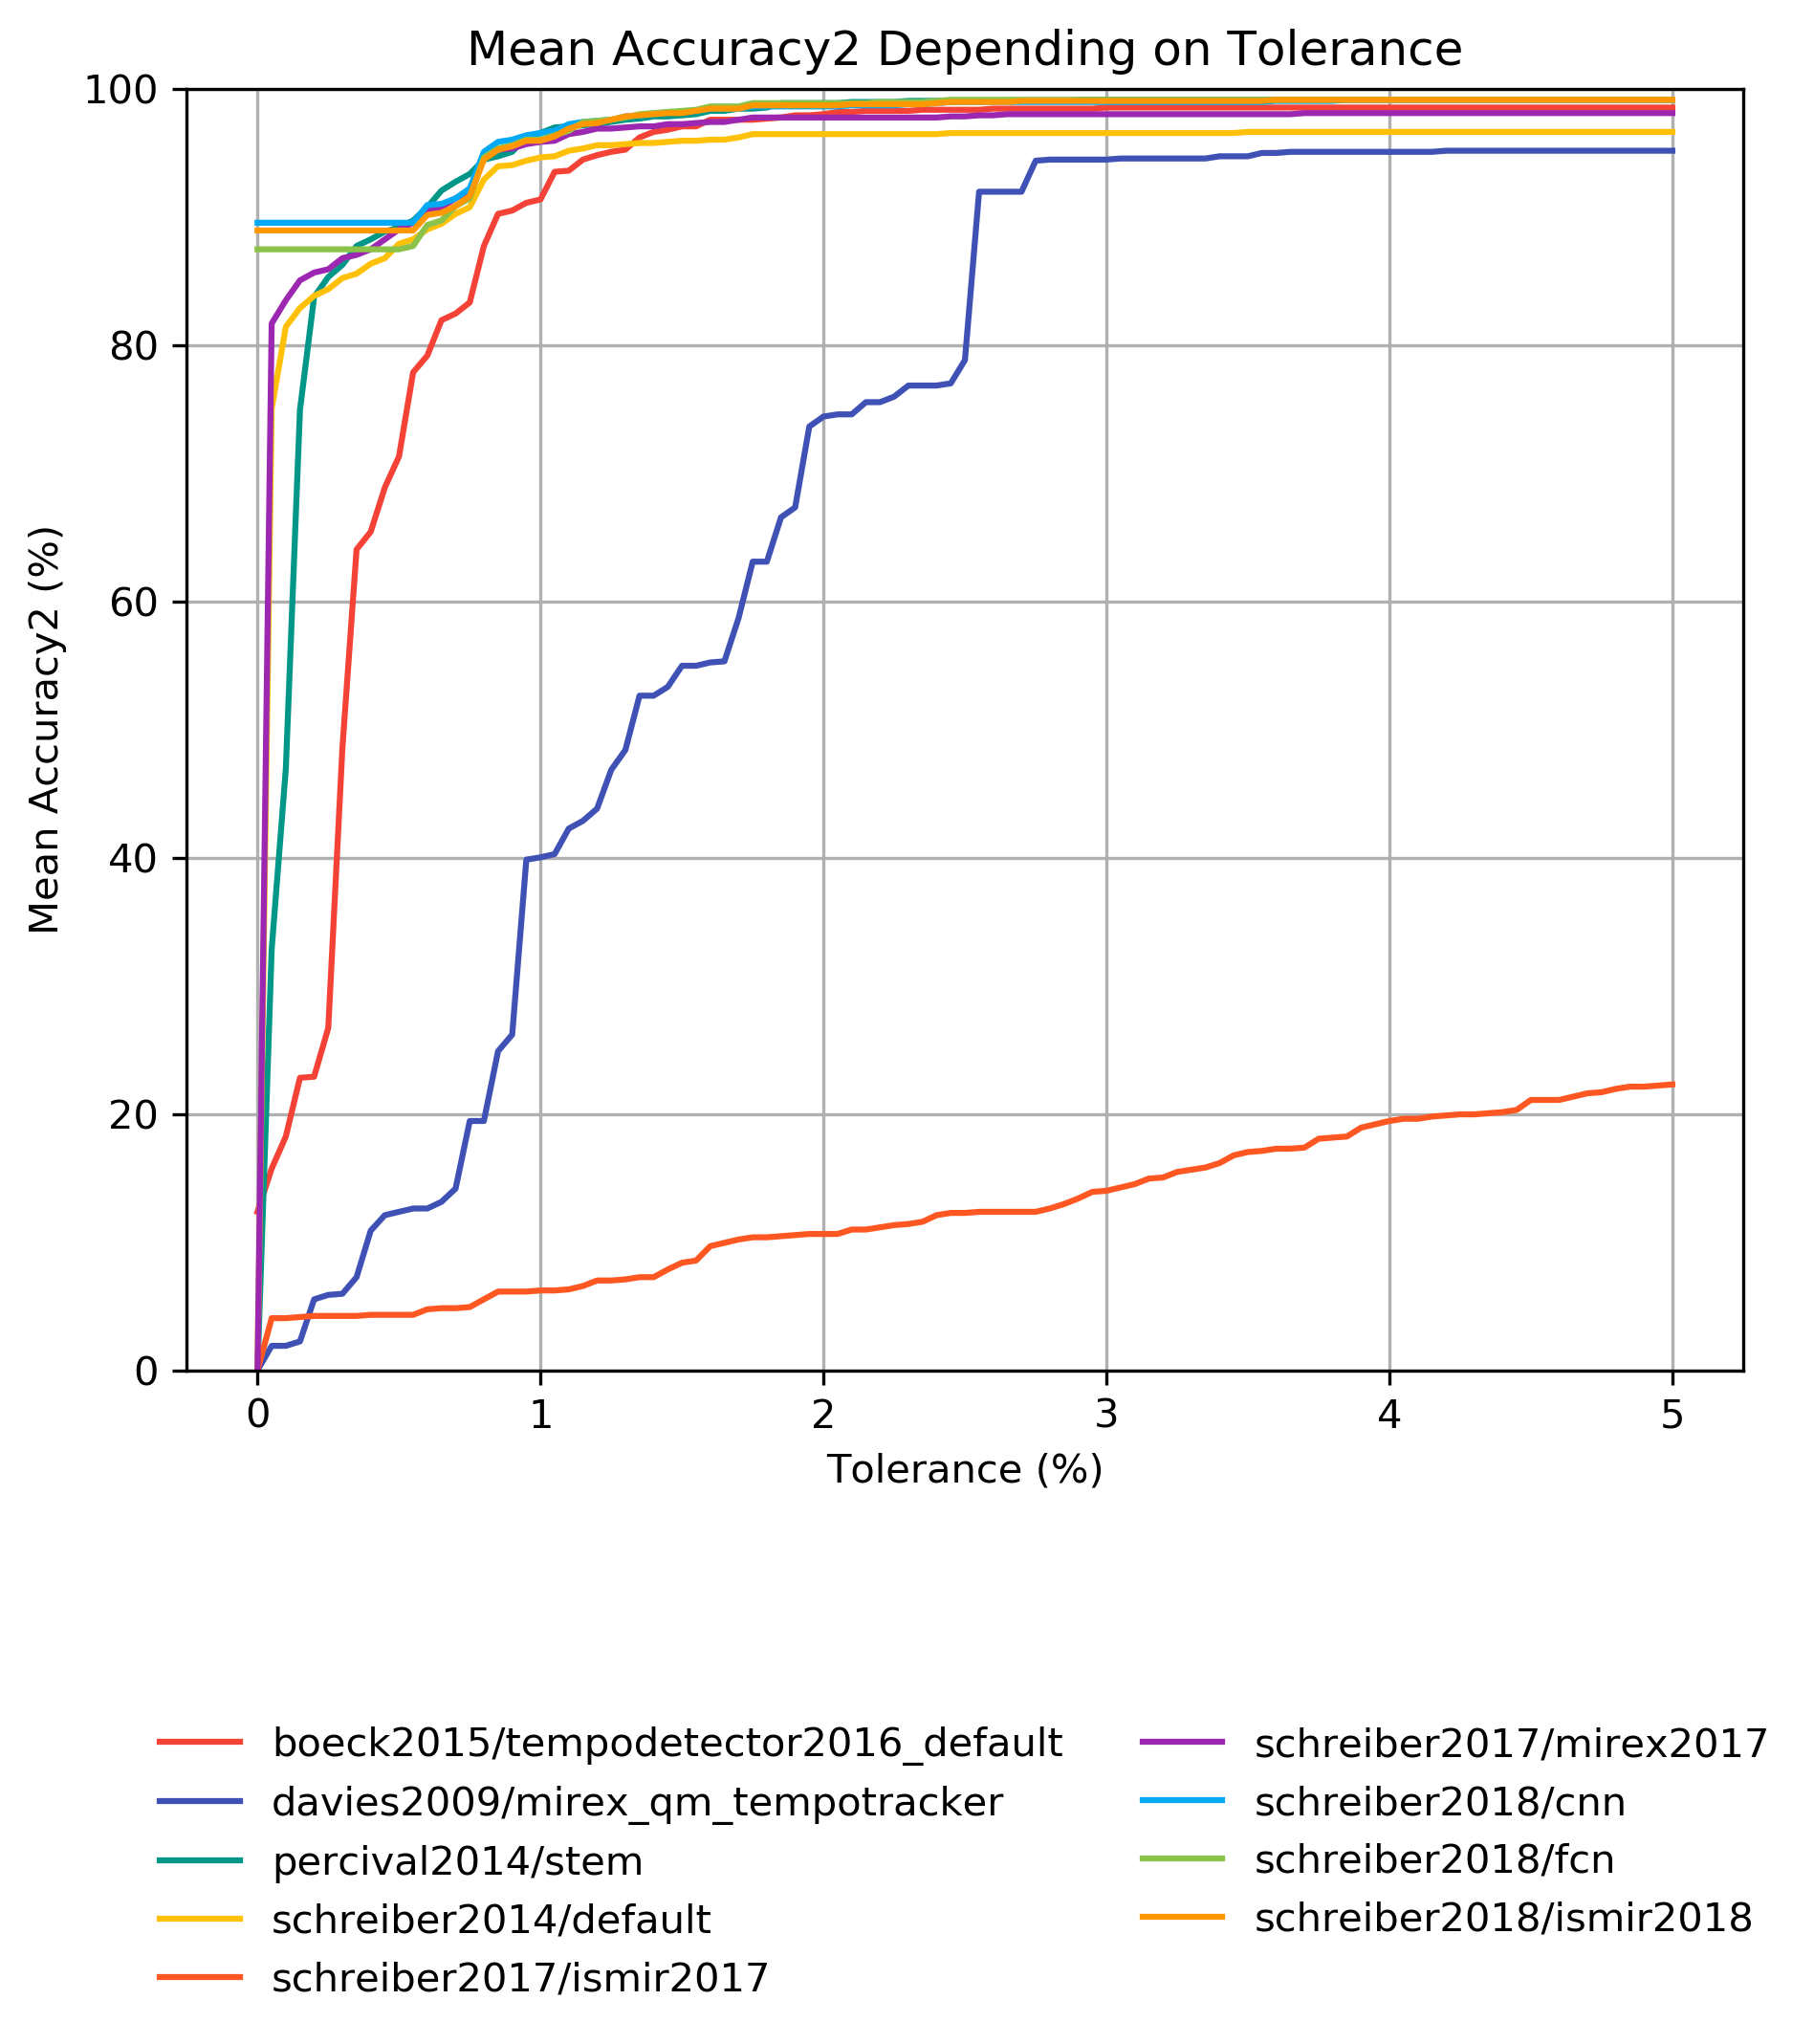 Mean Accuracy2 Depending on Tolerance
100
80
60
40
20
0
Mean Accuracy2 (%)
0 1 2 3 4 5
Tolerance (%)
boeck2015/tempodetector2016_default
davies2009/mirex_qm_tempotracker
percival2014/stem
schreiber2014/default
schreiber2017/ismir2017
schreiber2017/mirex2017
schreiber2018/cnn
schreiber2018/fcn
schreiber2018/ismir2018